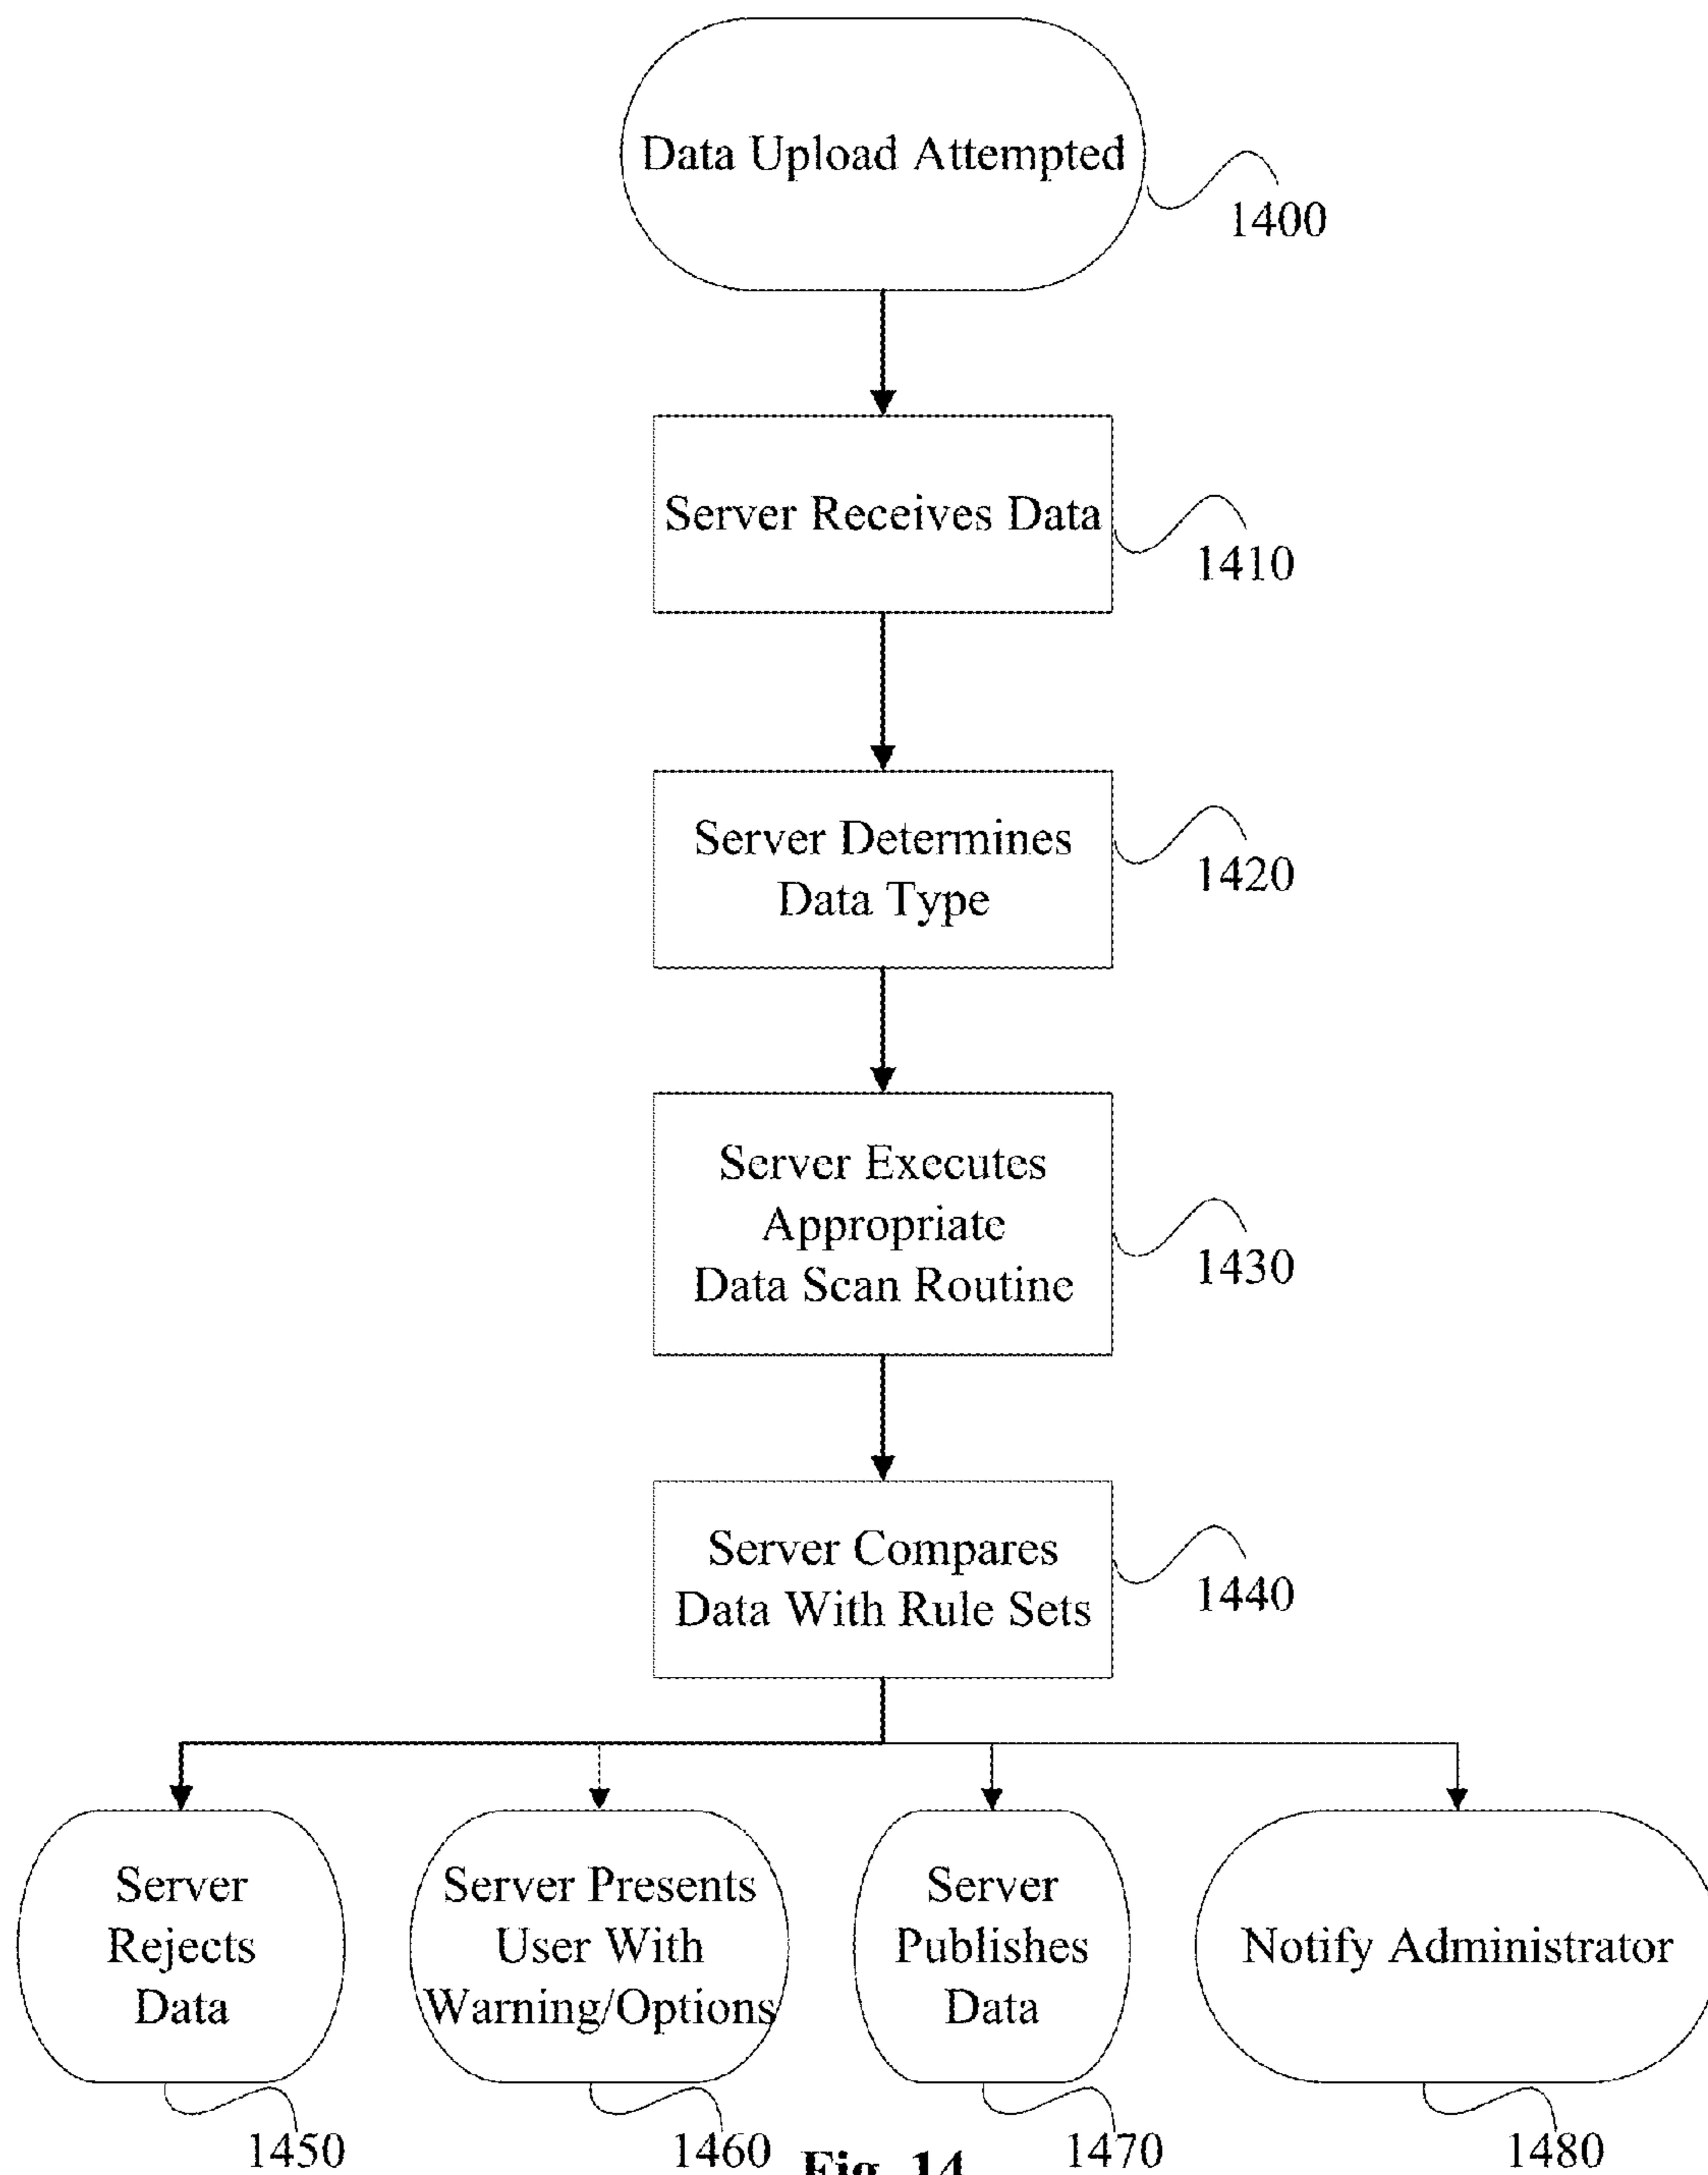 Data Upload Attempted
1400
Server Receives Data
1410
Server Determines
Data Type
1420
Server Executes
Appropriate
Data Scan Routine
1430
Server Compares
Data With Rule Sets
1440
Server
Rejects
Data
1450
Server Presents
User With
Warning/Options
1460
Server
Publishes
Data
1470
Notify Administrator
1480
Fig. 14